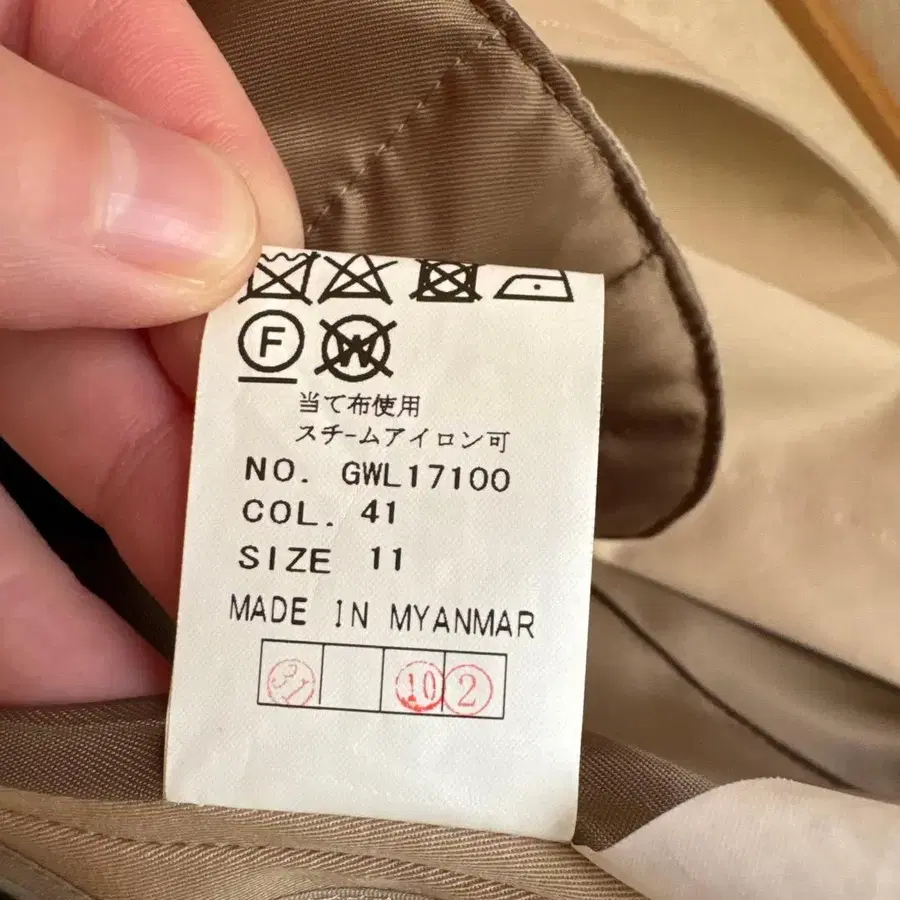 F W
当て布使用
スチームアイロン可
NO. GWL17100
COL. 41
SIZE 11
MADE IN MYANMAR
31 10 2